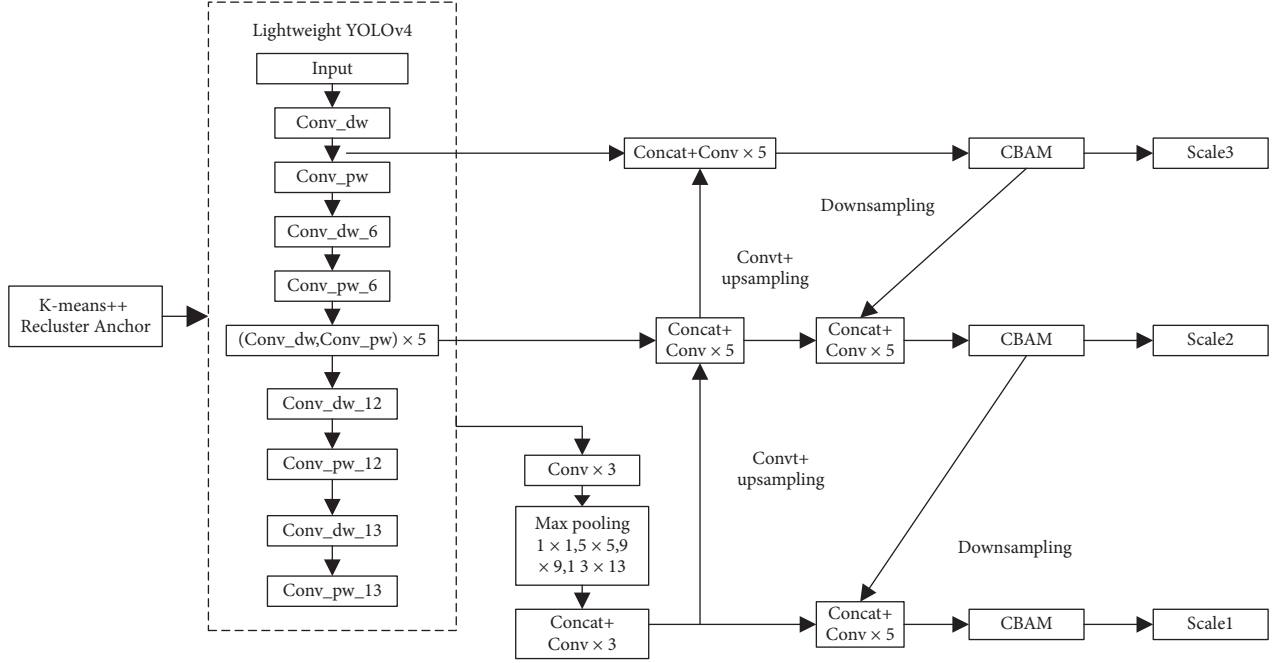 Lightweight YOLOv4
Input
Conv_dw
Conv_pw
Conv_dw_6
Conv_pw_6
(Conv_dw,Conv_pw) × 5
Conv_dw_12
Conv_pw_12
Conv_dw_13
Conv_pw_13
K-means++
Recluster Anchor
Conv × 3
Max pooling
1 × 1,5 × 5,9
× 9,1 3 × 13
Concat+
Conv × 3
Concat+Conv × 5
Convt+
upsampling
Concat+
Conv × 5
Convt+
upsampling
Downsampling
Concat+
Conv × 5
Downsampling
Concat+
Conv × 5
CBAM
Scale3
CBAM
Scale2
CBAM
Scale1